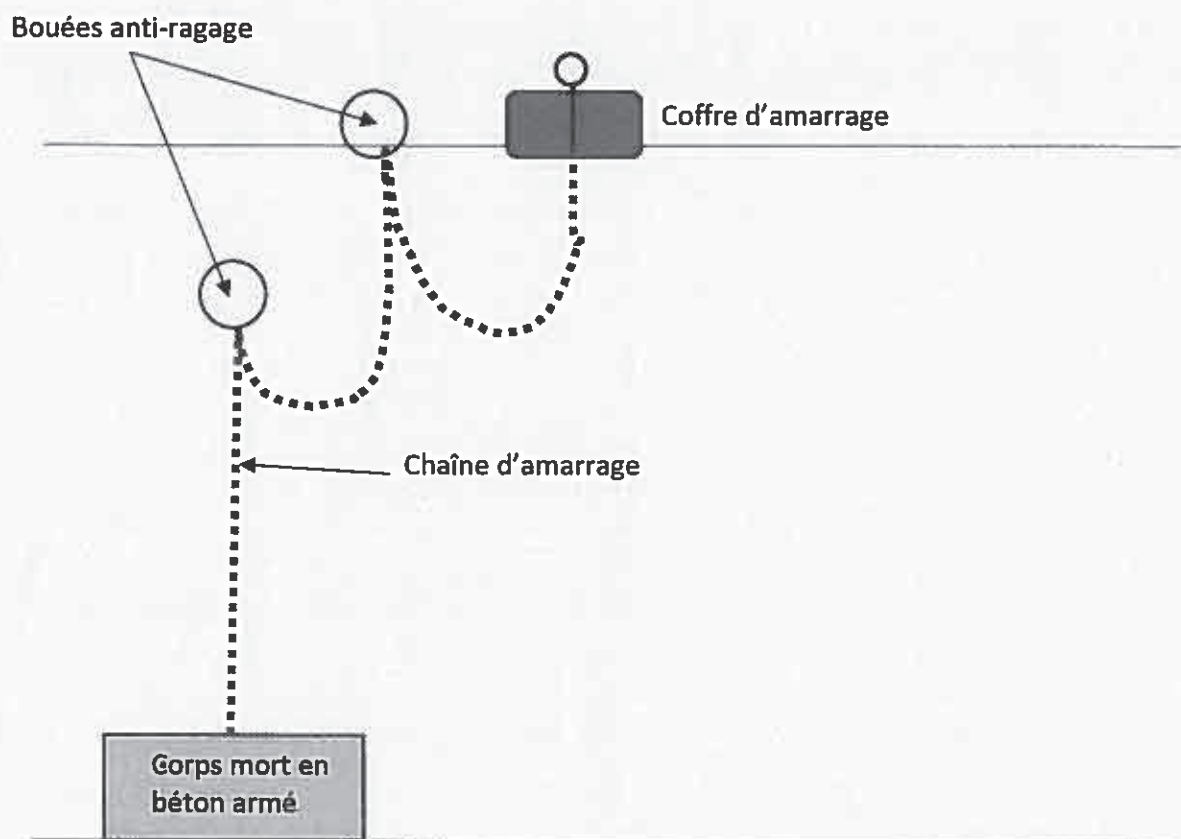 Bouées anti-ragage
Coffre d'amarrage
Chaîne d'amarrage
Corps mort en
béton armé